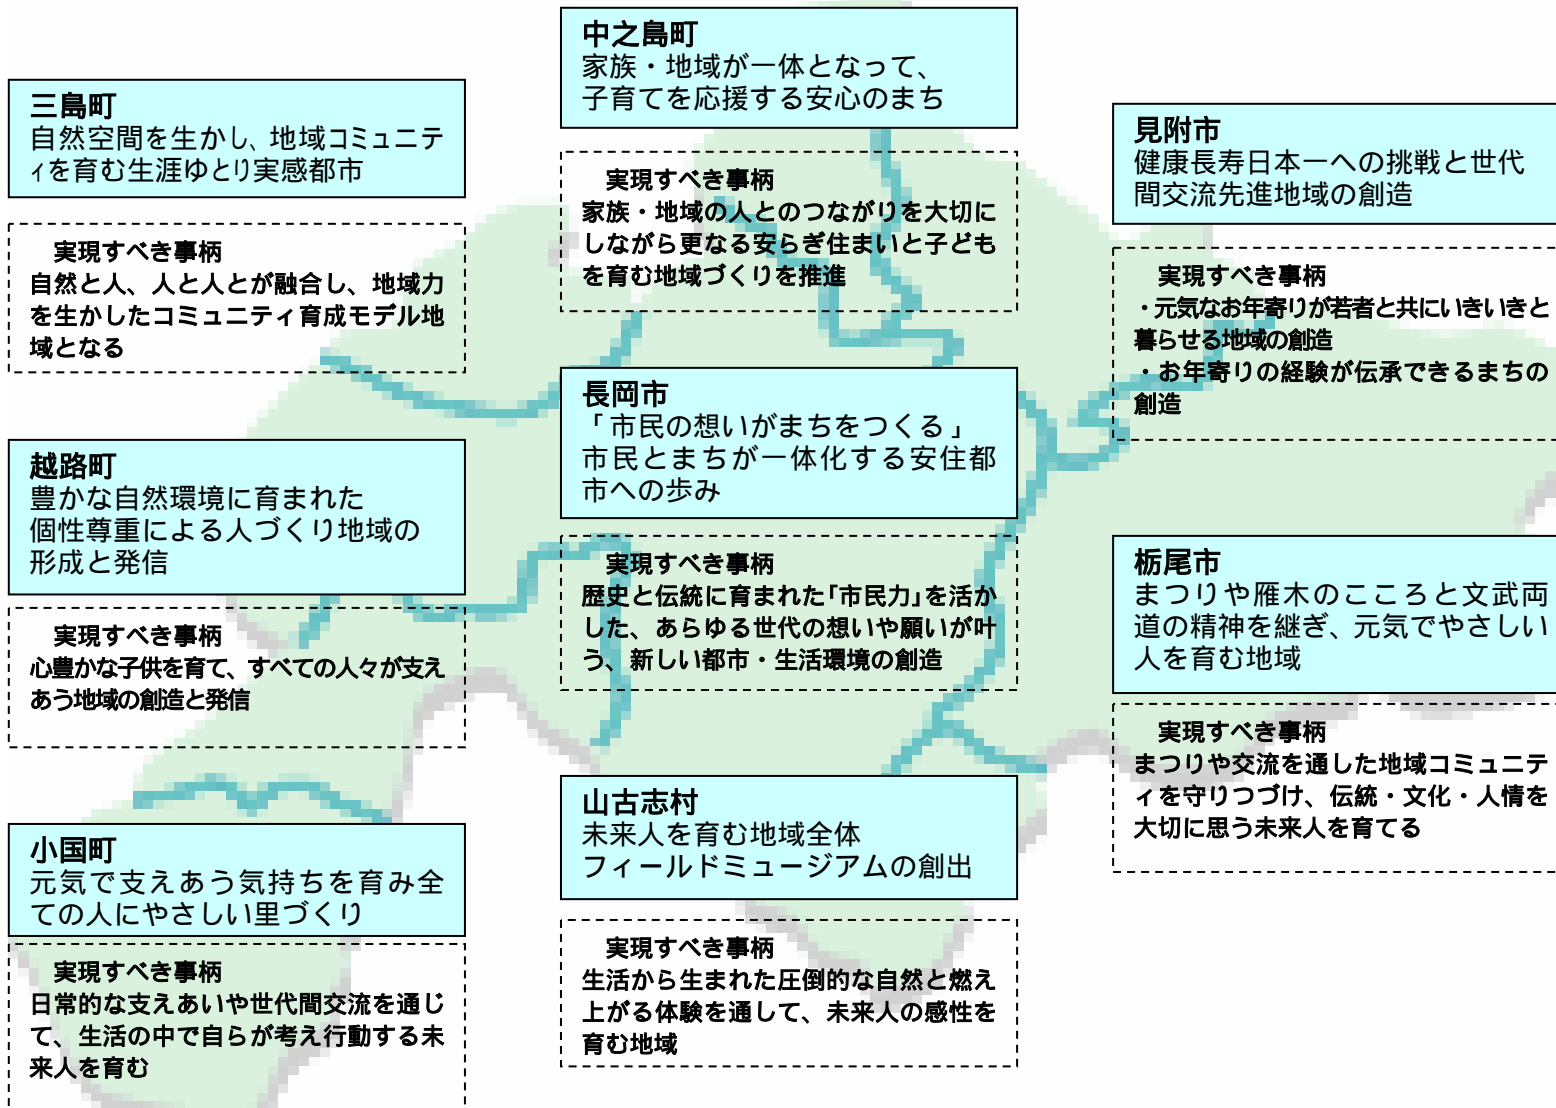 中之島町
家族・地域が一体となって、
子育てを応援する安心のまち
実現すべき事柄
家族・地域の人とのつながりを大切に
しながら更なる安らぎ住まいと子ども
を育む地域づくりを推進
三島町
自然空間を生かし、地域コミュニテ
ィを育む生涯ゆとり実感都市
実現すべき事柄
自然と人、人と人とが融合し、地域力
を生かしたコミュニティ育成モデル地
域となる
見附市
健康長寿日本一への挑戦と世代
間交流先進地域の創造
実現すべき事柄
・元気なお年寄りが若者と共にいきいきと
暮らせる地域の創造
・お年寄りの経験が伝承できるまちの
創造
長岡市
「市民の想いがまちをつくる」
市民とまちが一体化する安住都
市への歩み
実現すべき事柄
歴史と伝統に育まれた「市民力」を活か
した、あらゆる世代の想いや願いが叶
う、新しい都市・生活環境の創造
越路町
豊かな自然環境に育まれた
個性尊重による人づくり地域の
形成と発信
実現すべき事柄
心豊かな子供を育て、すべての人々が支え
あう地域の創造と発信
栃尾市
まつりや雁木のこころと文武両
道の精神を継ぎ、元気でやさしい
人を育む地域
実現すべき事柄
まつりや交流を通した地域コミュニテ
ィを守りつづけ、伝統・文化・人情を
大切に思う未来人を育てる
山古志村
未来人を育む地域全体
フィールドミュージアムの創出
実現すべき事柄
生活から生まれた圧倒的な自然と燃え
上がる体験を通して、未来人の感性を
育む地域
小国町
元気で支えあう気持ちを育み全
ての人にやさしい里づくり
実現すべき事柄
日常的な支えあいや世代間交流を通じ
て、生活の中で自らが考え行動する未
来人を育む